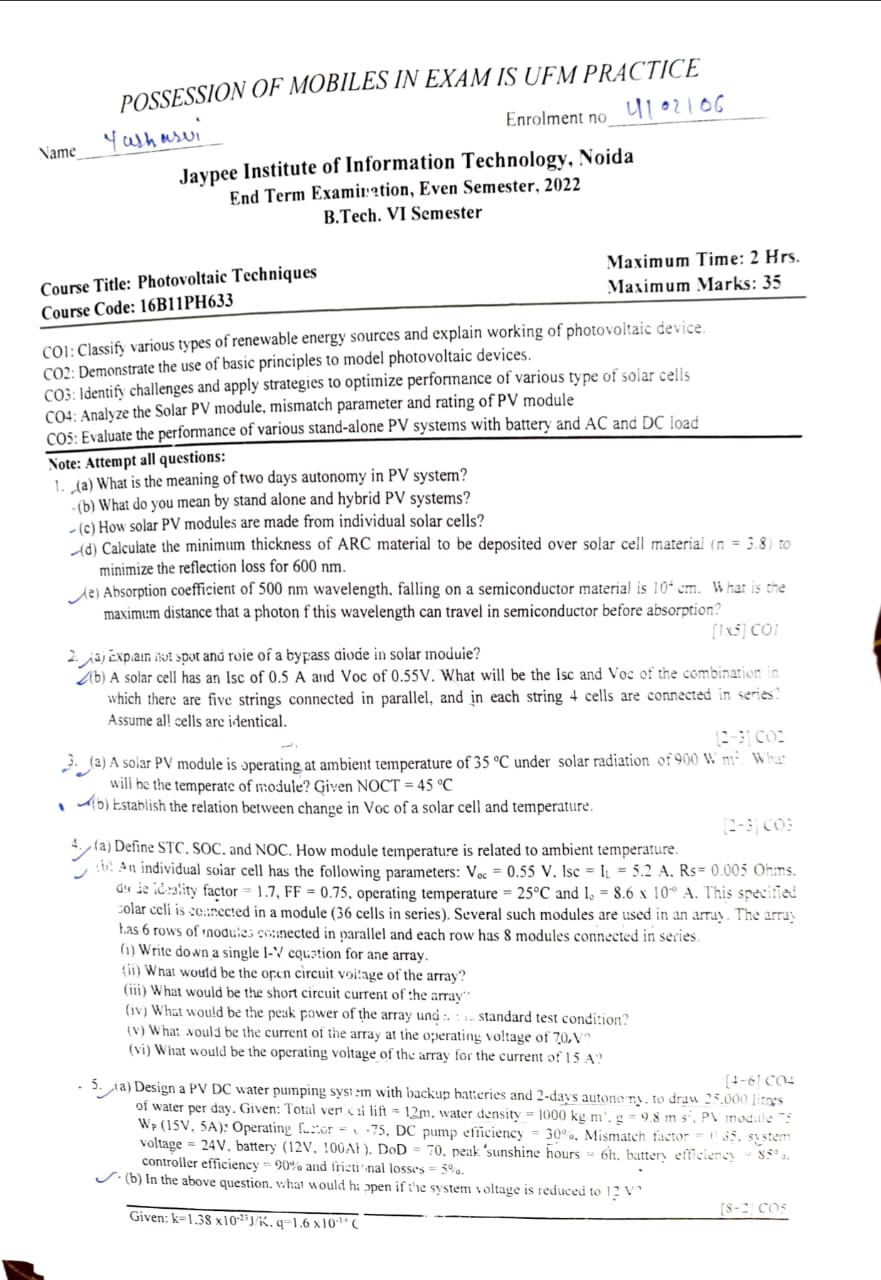 POSSESSION OF MOBILES IN EXAM IS UFM PRACTICE
Name Yashasvi
Enrolment no
Jaypee Institute of Information Technology, Noida
End Term Examination, Even Semester, 2022
B.Tech. VI Semester
Course Title: Photovoltaic Techniques
Maximum Time: 2 Hrs.
Course Code: 16B11PH633
Maximum Marks: 35
CO1: Classify various types of renewable energy sources and explain working of photovoltaic device.
CO2: Demonstrate the use of basic principles to model photovoltaic devices.
CO3: Identify challenges and apply strategies to optimize performance of various type of solar cells
CO4: Analyze the Solar PV module, mismatch parameter and rating of PV module
CO5: Evaluate the performance of various stand-alone PV systems with battery and AC and DC load
Note: Attempt all questions:
1. (a) What is the meaning of two days autonomy in PV system?
(b) What do you mean by stand alone and hybrid PV systems?
(c) How solar PV modules are made from individual solar cells?
(d) Calculate the minimum thickness of ARC material to be deposited over solar cell material (n = 3.8) to
minimize the reflection loss for 600 nm.
(e) Absorption coefficient of 500 nm wavelength, falling on a semiconductor material is 10⁴ cm. What is the
maximum distance that a photon f this wavelength can travel in semiconductor before absorption?
[1x5] CO1
2. (a) Explain hot spot and role of a bypass diode in solar module?
(b) A solar cell has an Isc of 0.5 A and Voc of 0.55V. What will be the Isc and Voc of the combination in
which there are five strings connected in parallel, and in each string 4 cells are connected in series?
Assume all cells are identical.
[2+3] CO2
3. (a) A solar PV module is operating at ambient temperature of 35 ºC under solar radiation of 900 W m². What
will be the temperate of module? Given NOCT = 45 ºC
(b) Establish the relation between change in Voc of a solar cell and temperature.
[2+3] CO3
4. (a) Define STC, SOC, and NOC. How module temperature is related to ambient temperature.
(b) An individual solar cell has the following parameters: Voc = 0.55 V, Isc = IL = 5.2 A, Rs= 0.005 Ohms.
ideality factor = 1.7, FF = 0.75, operating temperature = 25°C and Io = 8.6 x A. This specified
solar cell is connected in a module (36 cells in series). Several such modules are used in an array. The array
has 6 rows of modules connected in parallel and each row has 8 modules connected in series.
(i) Write down a single I-V equation for ane array.
(ii) What would be the open circuit voltage of the array?
(iii) What would be the short circuit current of the array
(iv) What would be the peak power of the array standard test condition?
(v) What would be the current of the array at the operating voltage of V?
(vi) What would be the operating voltage of the array for the current of 15 A?
[4+6] CO4
5. (a) Design a PV DC water pumping system with backup batteries and 2-days autonomy, to draw 25,000 litres
of water per day. Given: Total vertical lift = 12m, water density = 1000 kg m³, g = 9.8 m s², PV module 75
Wp (15V, 5A): Operating factor = 0.75, DC pump efficiency = 30%, Mismatch factor = 0.85, system
voltage = 24V, battery (12V, 100Ah), DoD = 70, peak sunshine hours = 6h, battery efficiency = 85%,
controller efficiency = 90% and frictional losses = 5%.
(b) In the above question, what would happen if the system voltage is reduced to 12 V?
[8+2] CO5
Given: k=1.38 x10⁻²³J/K, q=1.6 x10⁻¹⁹ C